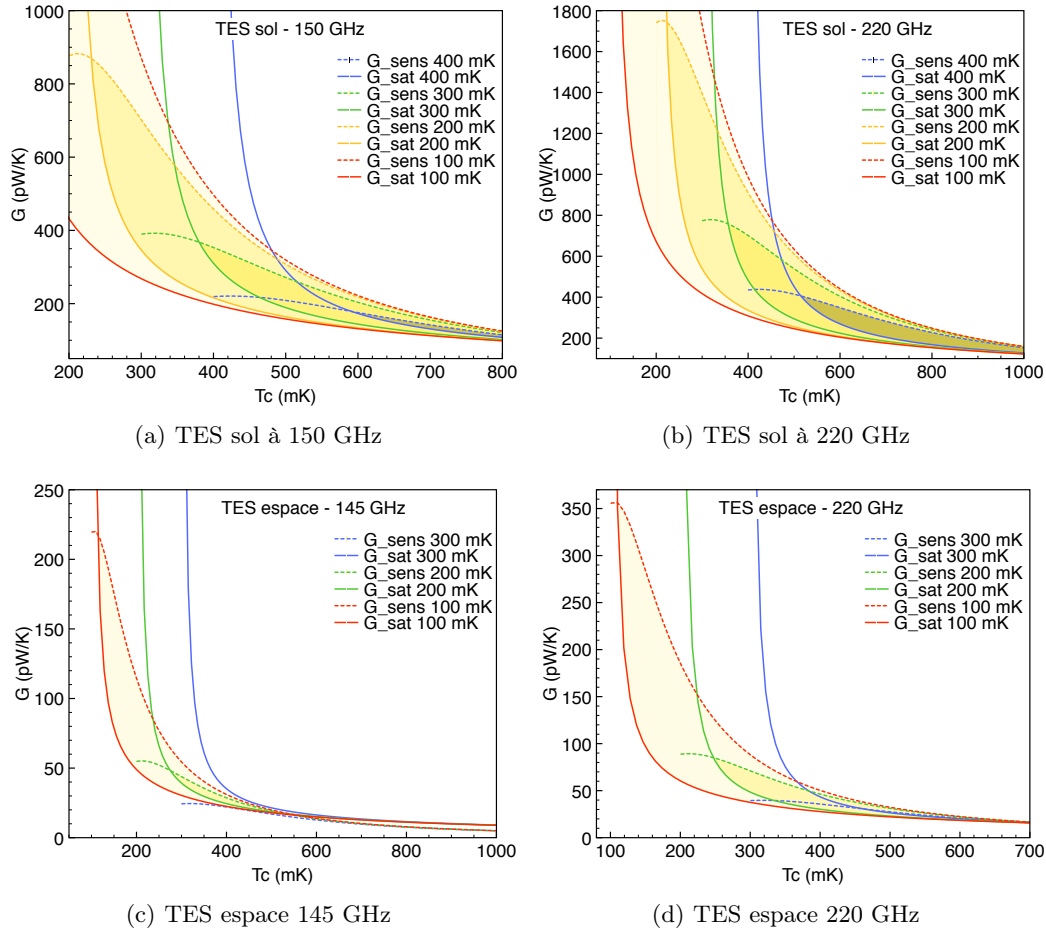 TES sol - 150 GHz
G_sens 400 mK
G_sat 400 mK
G_sens 300 mK
G_sat 300 mK
G_sens 200 mK
G_sat 200 mK
G_sens 100 mK
G_sat 100 mK
1000
800
600
400
200
G (pW/K)
200
300
400
500
600
700
800
Tc (mK)
(a) TES sol à 150 GHz
TES sol - 220 GHz
G_sens 400 mK
G_sat 400 mK
G_sens 300 mK
G_sat 300 mK
G_sens 200 mK
G_sat 200 mK
G_sens 100 mK
G_sat 100 mK
1800
1600
1400
1200
1000
800
600
400
200
G (pW/K)
200
400
600
800
1000
Tc (mK)
(b) TES sol à 220 GHz
TES espace - 145 GHz
G_sens 300 mK
G_sat 300 mK
G_sens 200 mK
G_sat 200 mK
G_sens 100 mK
G_sat 100 mK
250
200
150
100
50
0
G (pW/K)
200
400
600
800
1000
Tc (mK)
(c) TES espace 145 GHz
TES espace - 220 GHz
G_sens 300 mK
G_sat 300 mK
G_sens 200 mK
G_sat 200 mK
G_sens 100 mK
G_sat 100 mK
350
300
250
200
150
100
50
0
G (pW/K)
100
200
300
400
500
600
700
Tc (mK)
(d) TES espace 220 GHz